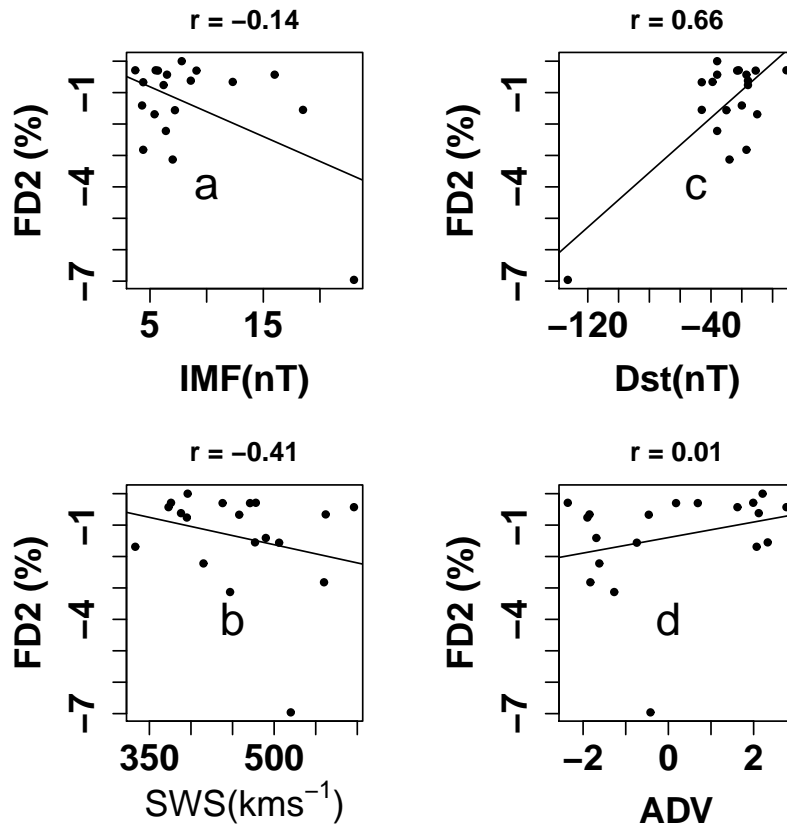 r = −0.14
FD2 (%)
−1
−4
−7
a
5 15
IMF(nT)
r = 0.66
FD2 (%)
−1
−4
−7
c
−120 −40
Dst(nT)
r = −0.41
FD2 (%)
−1
−4
−7
b
350 500
SWS(kms⁻¹)
r = 0.01
FD2 (%)
−1
−4
−7
d
−2 0 2
ADV